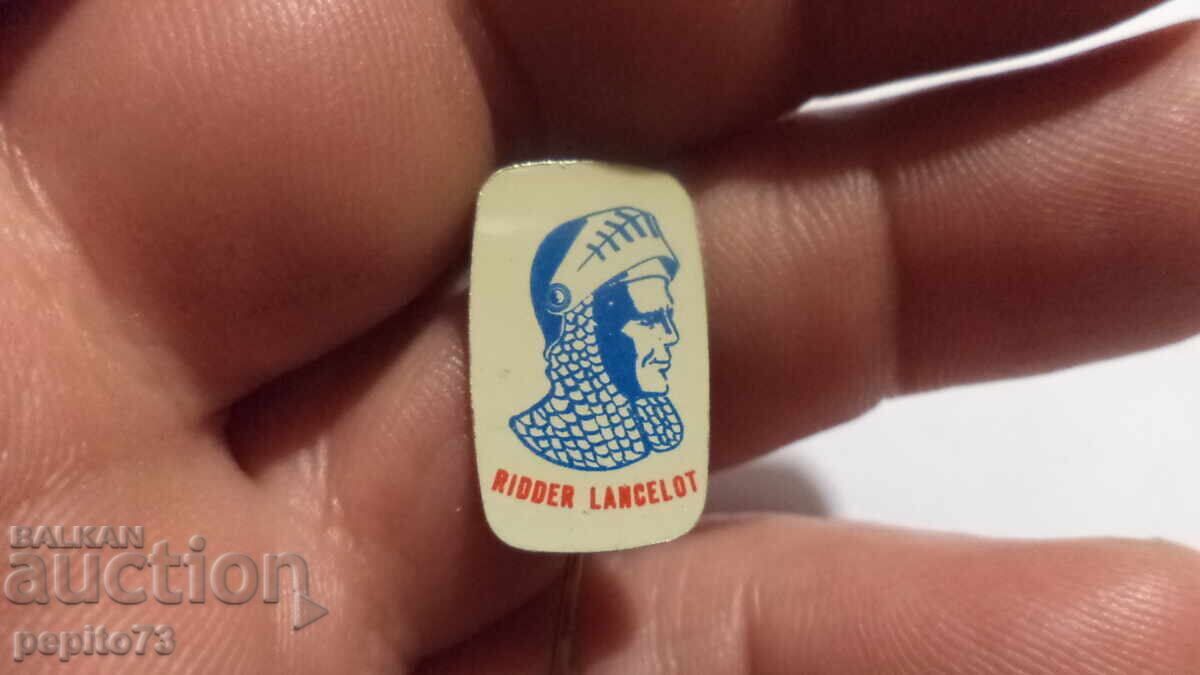 RIDDER LANCELOT
BALKAN
auction
pepito73